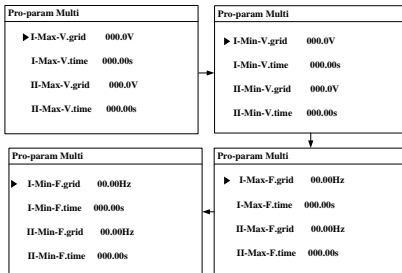 Pro-param Multi
▶I-Max-V.grid 000.0V
I-Max-V.time 000.00s
II-Max-V.grid 000.0V
II-Max-V.time 000.00s
Pro-param Multi
▶ I-Min-V.grid 000.0V
I-Min-V.time 000.00s
II-Min-V.grid 000.0V
II-Min-V.time 000.00s
Pro-param Multi
▶ I-Max-F.grid 00.00Hz
I-Max-F.time 000.00s
II-Max-F.grid 00.00Hz
II-Max-F.time 000.00s
Pro-param Multi
▶ I-Min-F.grid 00.00Hz
I-Min-F.time 000.00s
II-Min-F.grid 00.00Hz
II-Min-F.time 000.00s